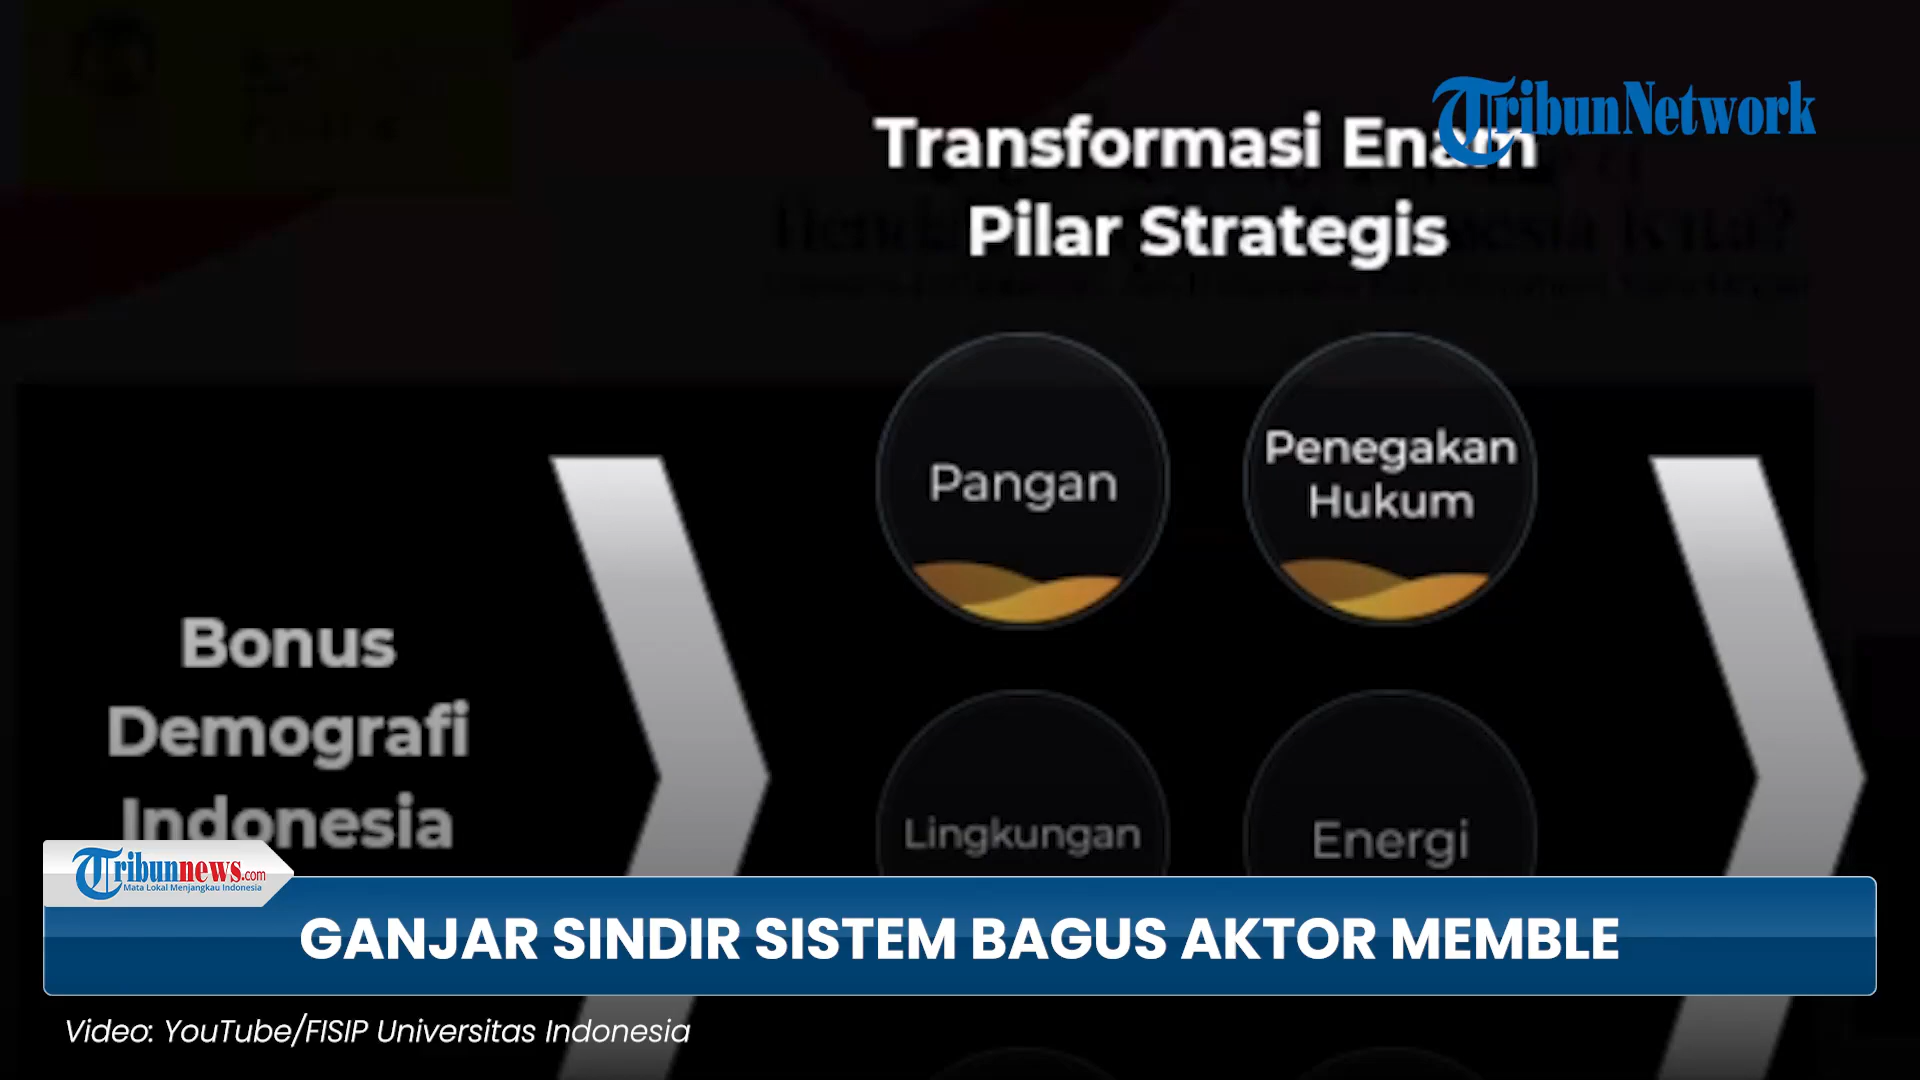 TribunNetwork
Transformasi Enam
Pilar Strategis
Pangan
Penegakan
Hukum
Bonus
Demografi
Indonesia
Lingkungan
Energi
Tribunnews.com
Mata Lokal Menjangkau Indonesia
GANJAR SINDIR SISTEM BAGUS AKTOR MEMBLE
Video: YouTube/FISIP Universitas Indonesia